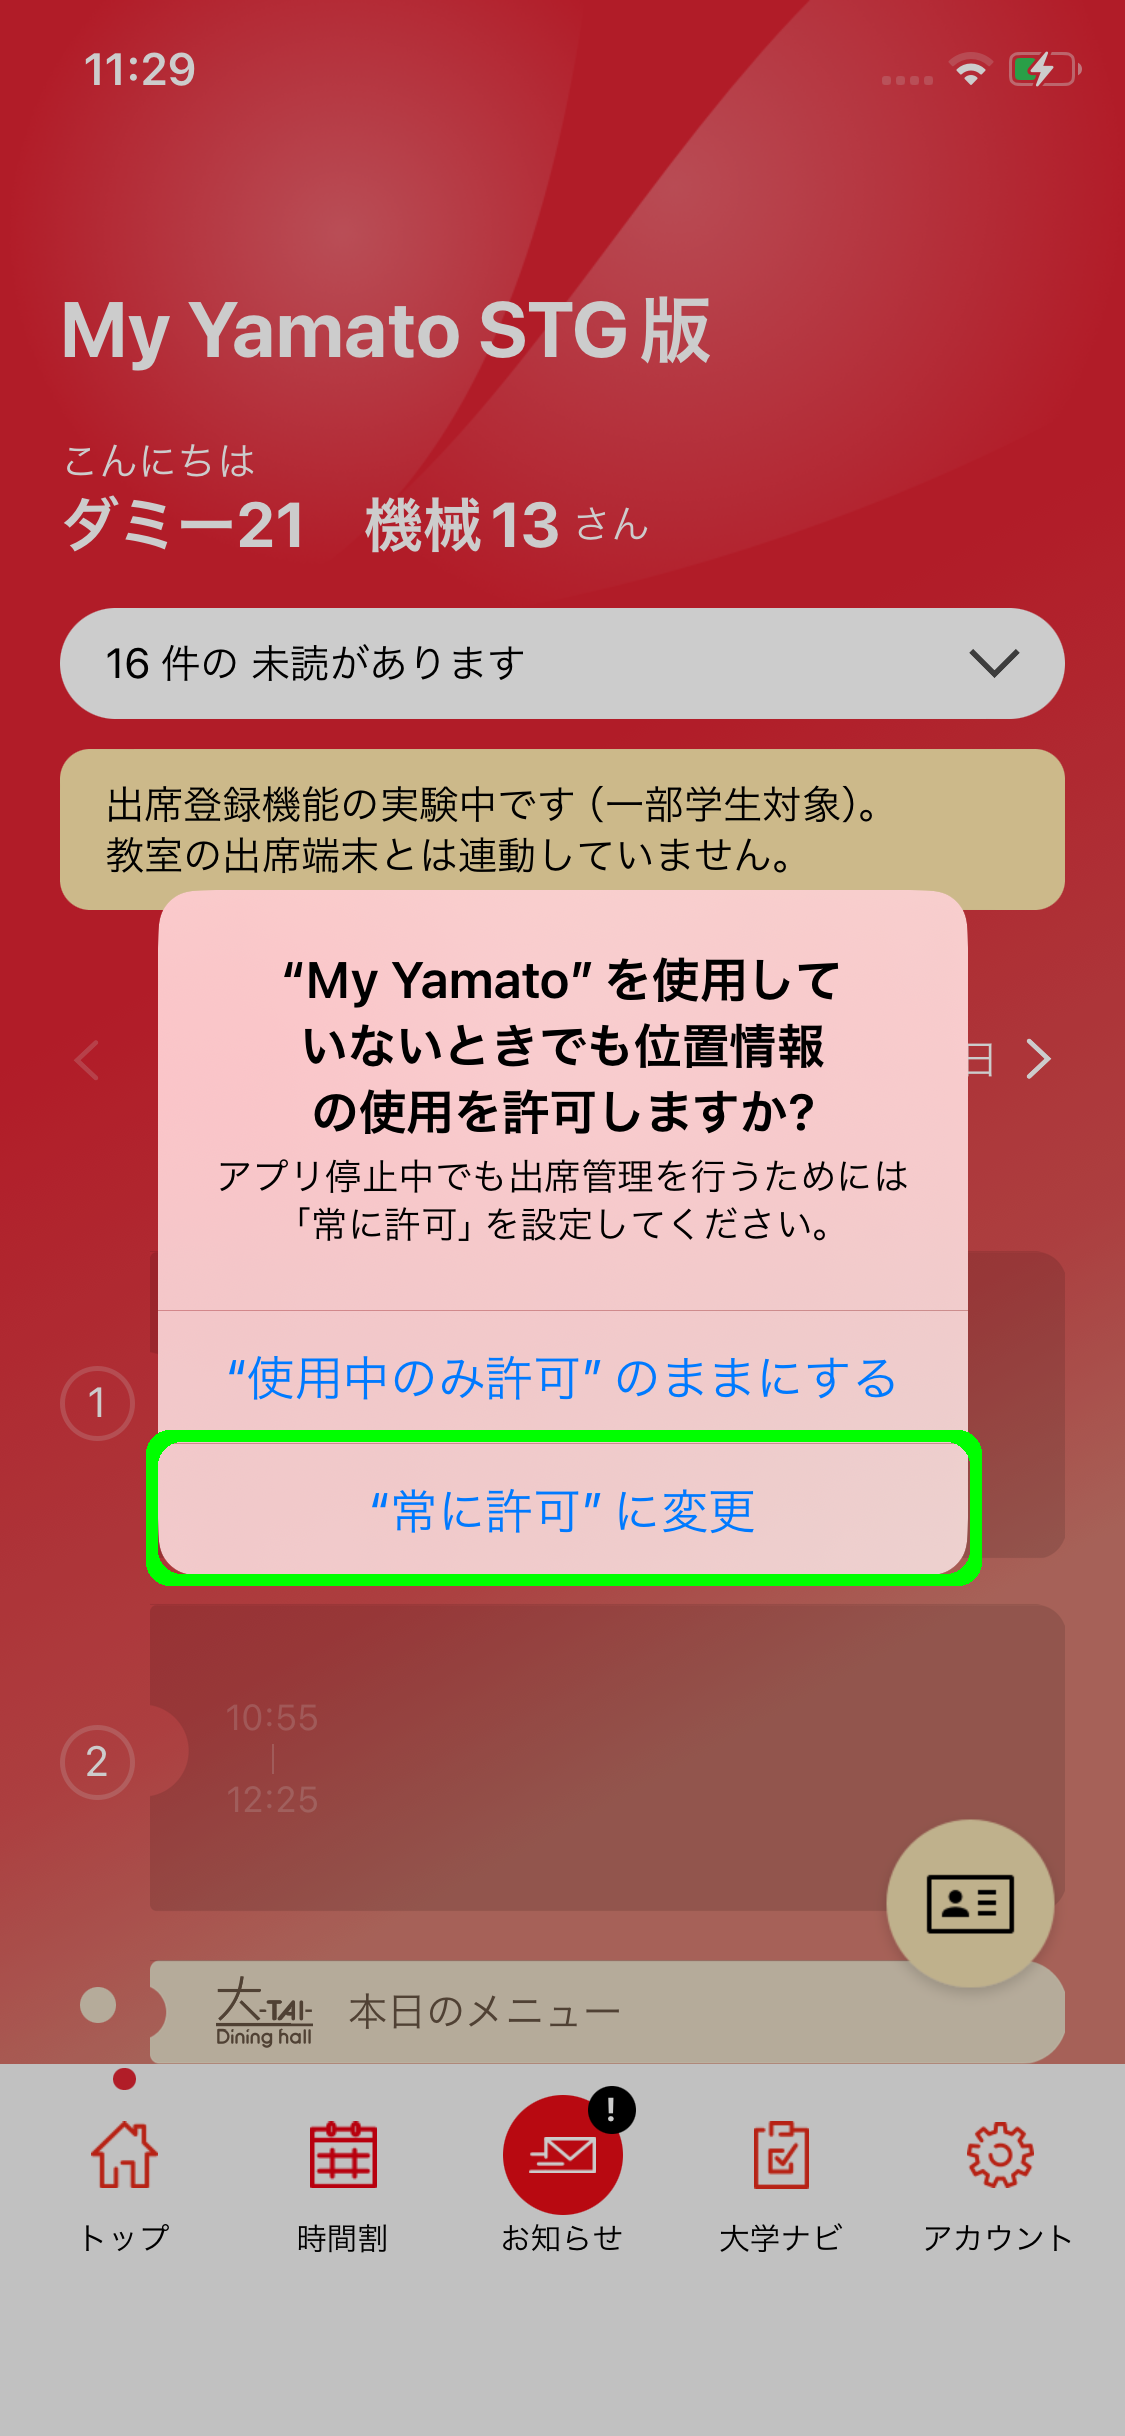 11:29
My Yamato STG版
こんにちは
ダミー21　機械13 さん
16 件の 未読があります
出席登録機能の実験中です（一部学生対象）。
教室の出席端末とは連動していません。
日
“My Yamato” を使用して
いないときでも位置情報
の使用を許可しますか?
アプリ停止中でも出席管理を行うためには
「常に許可」を設定してください。
“使用中のみ許可” のままにする
1
“常に許可” に変更
2
10:55
12:25
大 -TAI-
Dining hall
本日のメニュー
!
トップ
時間割
お知らせ
大学ナビ
アカウント